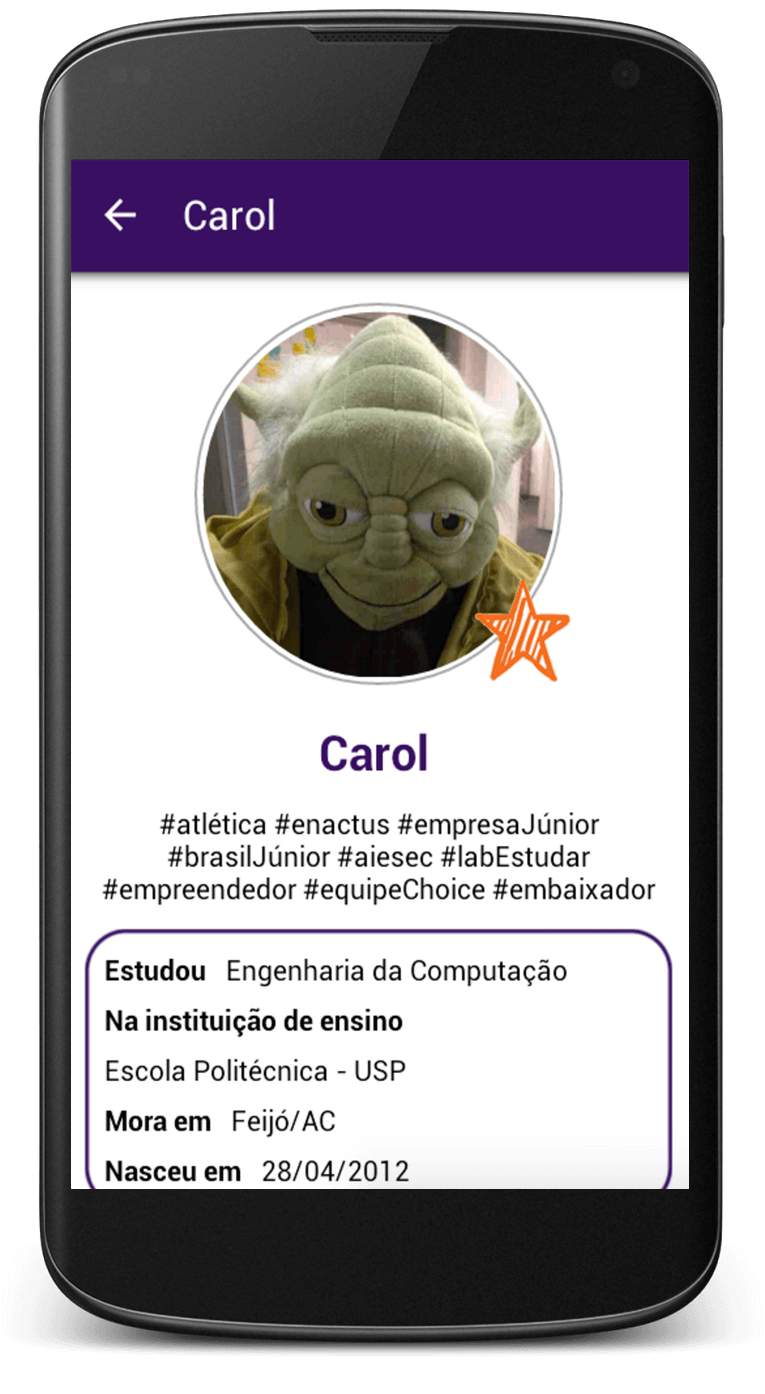 Carol
Carol
#atlética #enactus #empresaJúnior
#brasilJúnior #aiesec #labEstudar
#empreendedor #equipeChoice #embaixador
Estudou Engenharia da Computação
Na instituição de ensino
Escola Politécnica - USP
Mora em Feijó/AC
Nasceu em 28/04/2012